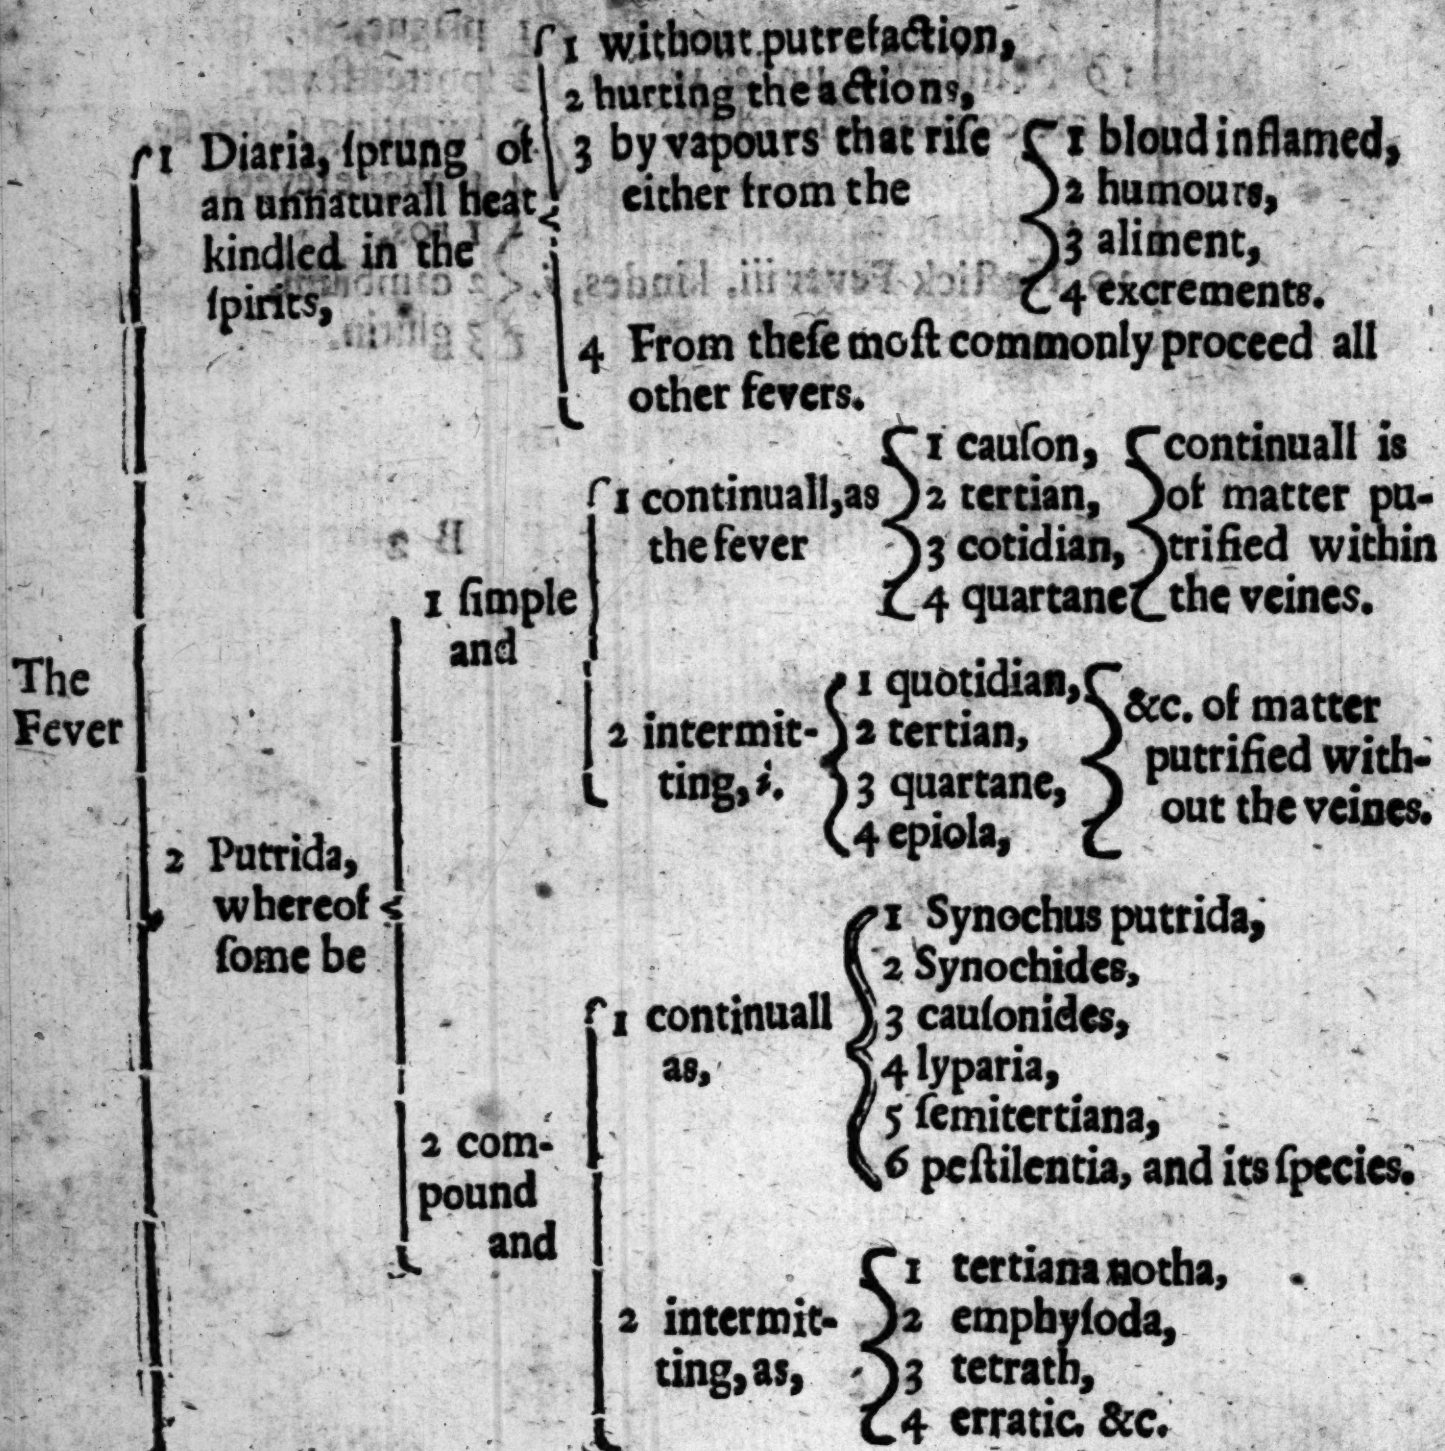 The
Fever
1 Diaria, ſprung of
an unnaturall heat
kindled in the
ſpirits,
1 without putrefaction,
2 hurting the actions,
3 by vapours that riſe
either from the
1 bloud inflamed,
2 humours,
3 aliment,
4 excrements.
4 From theſe moſt commonly proceed all
other fevers.
2 Putrida,
whereof
ſome be
1 ſimple
and
1 continuall, as
the fever
1 cauſon,
2 tertian,
3 cotidian,
4 quartane
continuall is
of matter pu-
trified within
the veines.
2 intermit-
ting, i.
1 quotidian,
2 tertian,
3 quartane,
4 epiola,
&c. of matter
putrified with-
out the veines.
2 com-
pound
and
1 continuall
as,
1 Synochus putrida,
2 Synochides,
3 cauſonides,
4 lyparia,
5 ſemitertiana,
6 peſtilentia, and its ſpecies.
2 intermit-
ting, as,
1 tertiana notha,
2 emphyſoda,
3 tetrath,
4 erratic. &c.